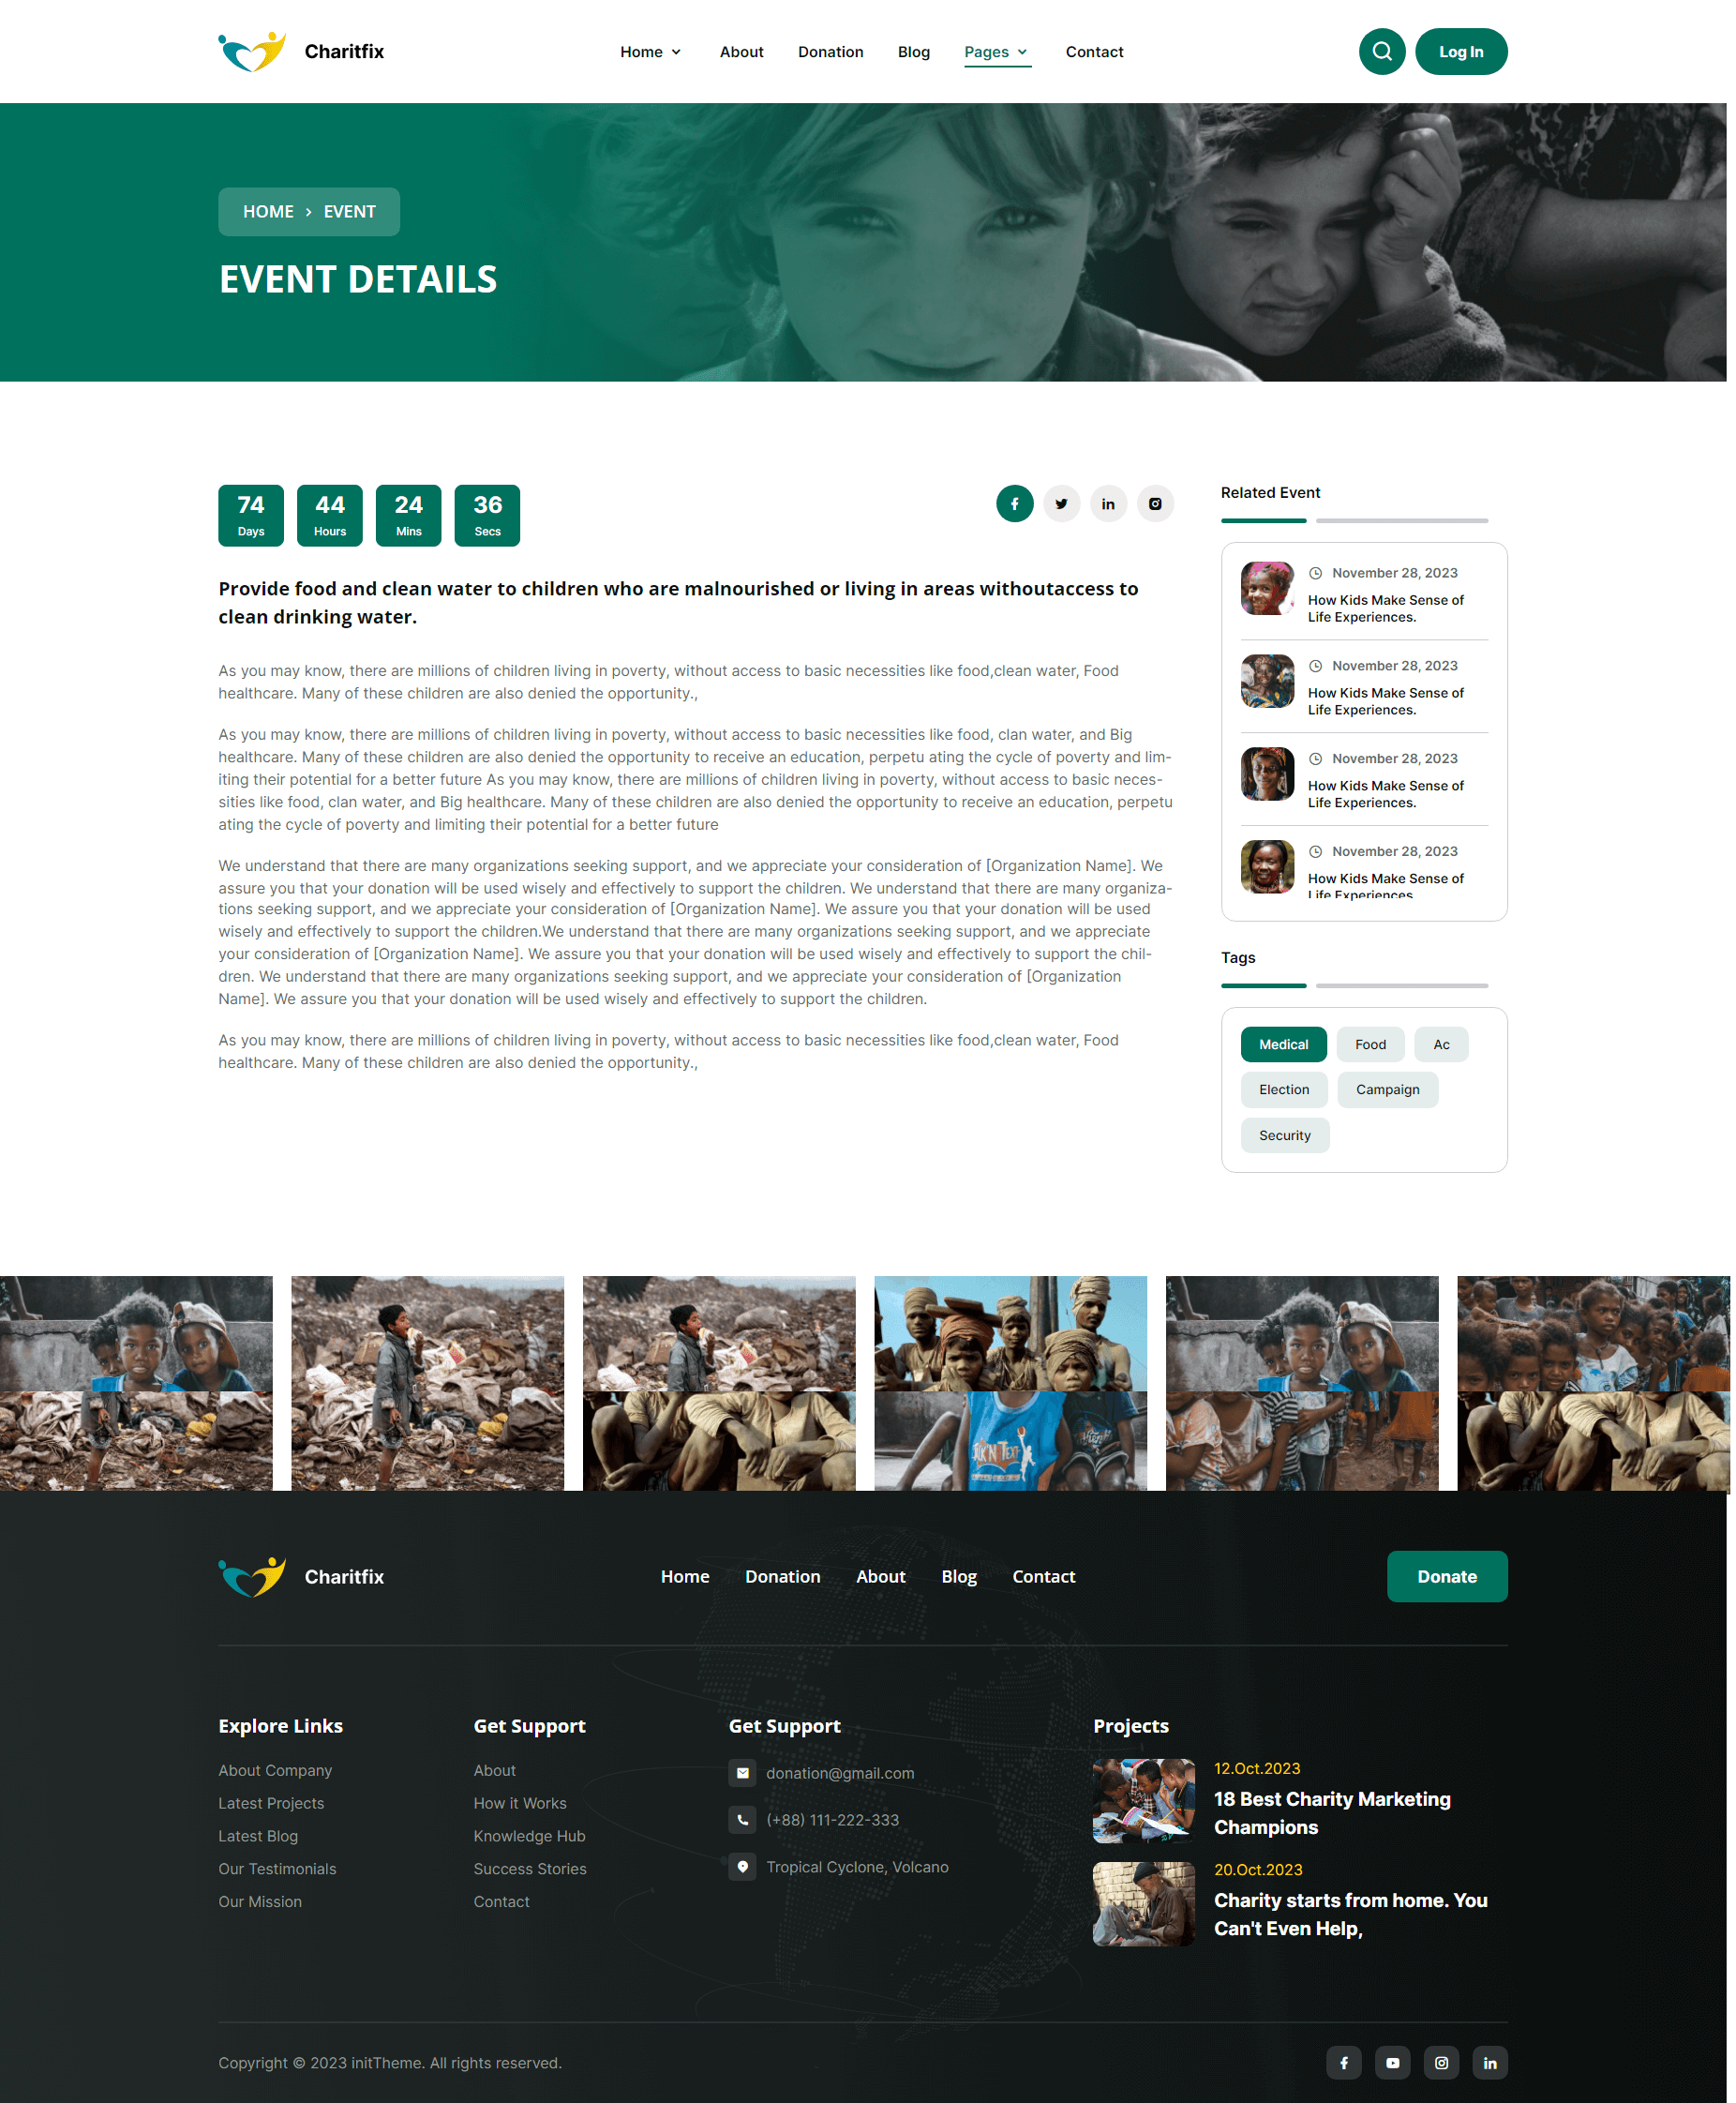 Charitfix
Home
About
Donation
Blog
Pages
Contact
Log In
HOME > EVENT
EVENT DETAILS
74
Days
44
Hours
24
Mins
36
Secs
Provide food and clean water to children who are malnourished or living in areas withoutaccess to
clean drinking water.
As you may know, there are millions of children living in poverty, without access to basic necessities like food,clean water, Food
healthcare. Many of these children are also denied the opportunity.,
As you may know, there are millions of children living in poverty, without access to basic necessities like food, clan water, and Big
healthcare. Many of these children are also denied the opportunity to receive an education, perpetu ating the cycle of poverty and lim-
iting their potential for a better future As you may know, there are millions of children living in poverty, without access to basic neces-
sities like food, clan water, and Big healthcare. Many of these children are also denied the opportunity to receive an education, perpetu
ating the cycle of poverty and limiting their potential for a better future
We understand that there are many organizations seeking support, and we appreciate your consideration of [Organization Name]. We
assure you that your donation will be used wisely and effectively to support the children. We understand that there are many organiza-
tions seeking support, and we appreciate your consideration of [Organization Name]. We assure you that your donation will be used
wisely and effectively to support the children.We understand that there are many organizations seeking support, and we appreciate
your consideration of [Organization Name]. We assure you that your donation will be used wisely and effectively to support the chil-
dren. We understand that there are many organizations seeking support, and we appreciate your consideration of [Organization
Name]. We assure you that your donation will be used wisely and effectively to support the children.
As you may know, there are millions of children living in poverty, without access to basic necessities like food,clean water, Food
healthcare. Many of these children are also denied the opportunity.,
Related Event
November 28, 2023
How Kids Make Sense of
Life Experiences.
November 28, 2023
How Kids Make Sense of
Life Experiences.
November 28, 2023
How Kids Make Sense of
Life Experiences.
November 28, 2023
How Kids Make Sense of
Life Experiences
Tags
Medical
Food
Ac
Election
Campaign
Security
Charitfix
Home
Donation
About
Blog
Contact
Donate
Explore Links
About Company
Latest Projects
Latest Blog
Our Testimonials
Our Mission
Get Support
About
How it Works
Knowledge Hub
Success Stories
Contact
Get Support
donation@gmail.com
(+88) 111-222-333
Tropical Cyclone, Volcano
Projects
12.Oct.2023
18 Best Charity Marketing
Champions
20.Oct.2023
Charity starts from home. You
Can't Even Help,
Copyright © 2023 initTheme. All rights reserved.